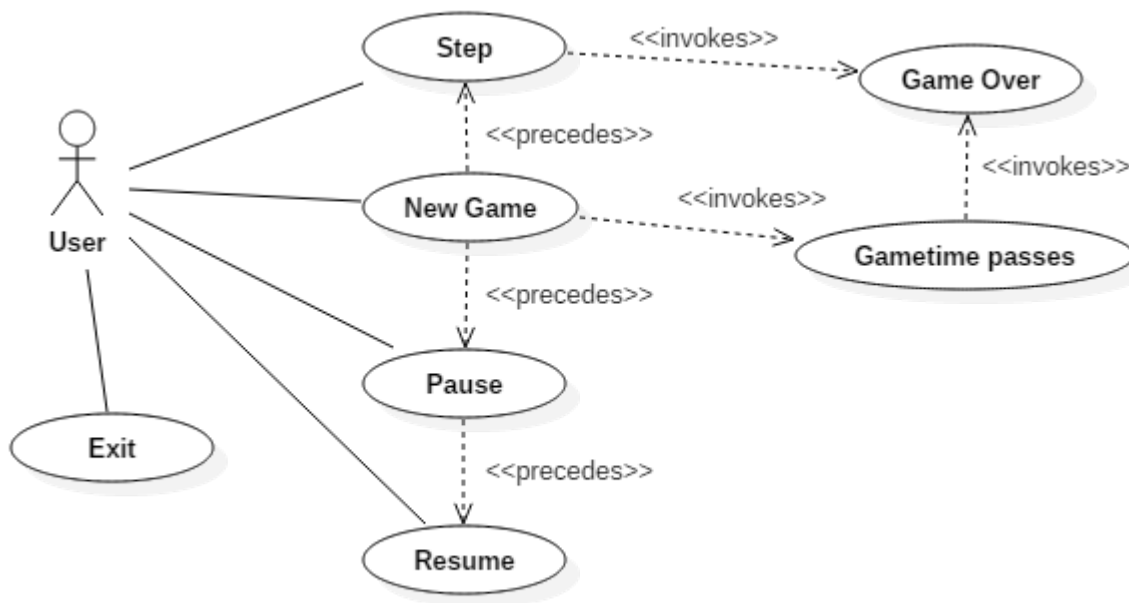 Step
<<invokes>>
Game Over
<<precedes>>
<<invokes>>
New Game
<<invokes>>
User
Gametime passes
<<precedes>>
Pause
Exit
<<precedes>>
Resume